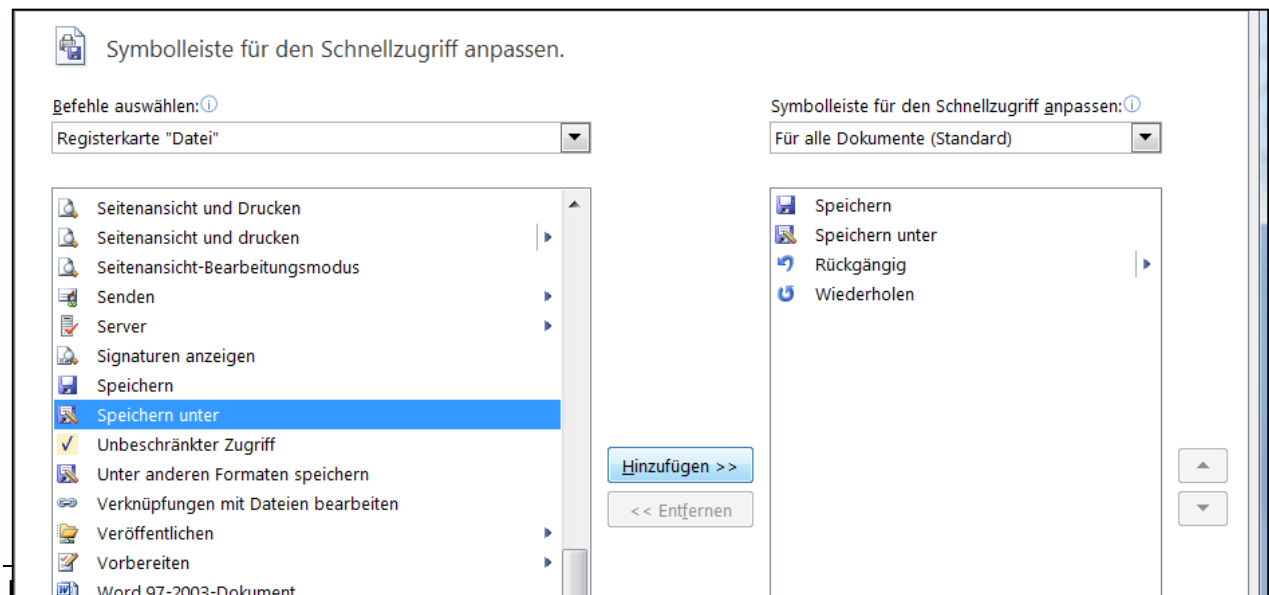 Symbolleiste für den Schnellzugriff anpassen.
Befehle auswählen:
Registerkarte "Datei"
Seitenansicht und Drucken
Seitenansicht und drucken
Seitenansicht-Bearbeitungsmodus
Senden
Server
Signaturen anzeigen
Speichern
Speichern unter
Unbeschränkter Zugriff
Unter anderen Formaten speichern
Verknüpfungen mit Dateien bearbeiten
Veröffentlichen
Vorbereiten
Word 97-2003-Dokument
Hinzufügen >>
<< Entfernen
Symbolleiste für den Schnellzugriff anpassen:
Für alle Dokumente (Standard)
Speichern
Speichern unter
Rückgängig
Wiederholen